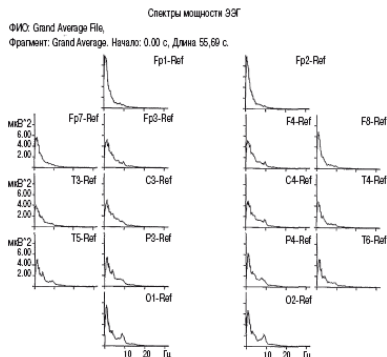 Спектры мощности ЭЭГ
ФИО: Grand Average File,
Фрагмент: Grand Average. Начало: 0.00 с, Длина 55,69 с.
Fp1-Ref Fp2-Ref
мкВ^2 Fp7-Ref Fp3-Ref F4-Ref F8-Ref
6.00
4.00
2.00
мкВ^2 T3-Ref C3-Ref C4-Ref T4-Ref
6.00
4.00
2.00
мкВ^2 T5-Ref P3-Ref P4-Ref T6-Ref
6.00
4.00
2.00
O1-Ref O2-Ref
10 20 Гц 10 20 Гц